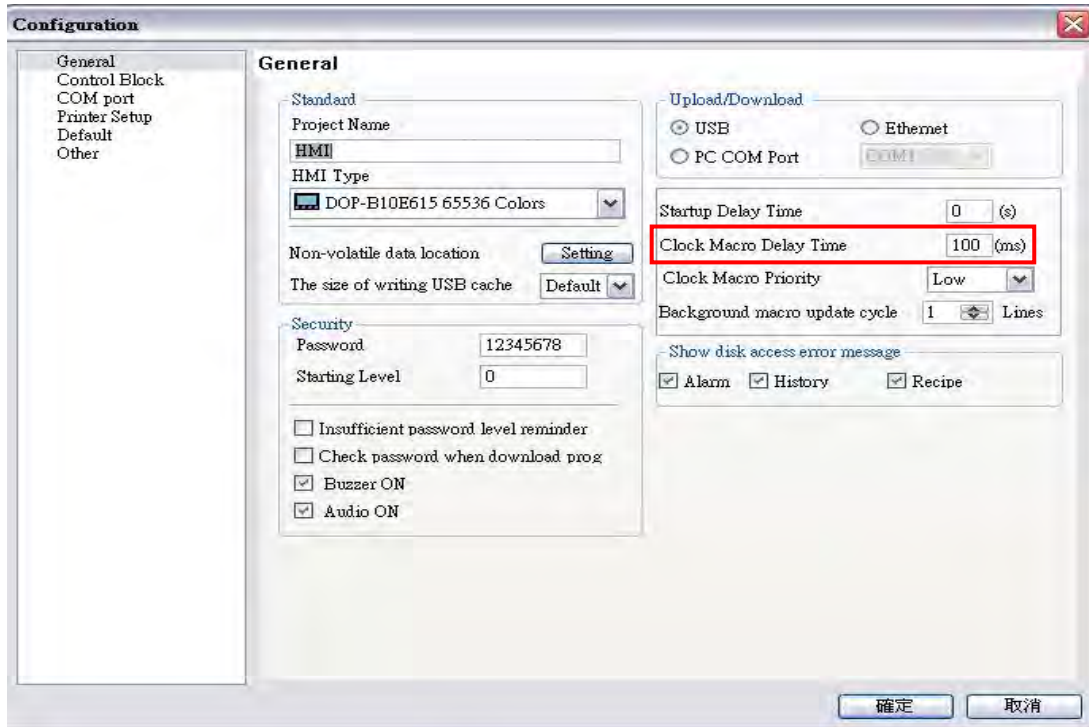 Configuration
General
Control Block
COM port
Printer Setup
Default
Other
General
Standard
Project Name
HMI
HMI Type
DOP-B10E615 65536 Colors
Non-volatile data location Setting
The size of writing USB cache Default
Security
Password 12345678
Starting Level 0
Insufficient password level reminder
Check password when download prog
Buzzer ON
Audio ON
Upload/Download
USB Ethernet
PC COM Port COM1
Startup Delay Time 0 (s)
Clock Macro Delay Time 100 (ms)
Clock Macro Priority Low
Background macro update cycle 1 Lines
Show disk access error message
Alarm History Recipe
確定 取消